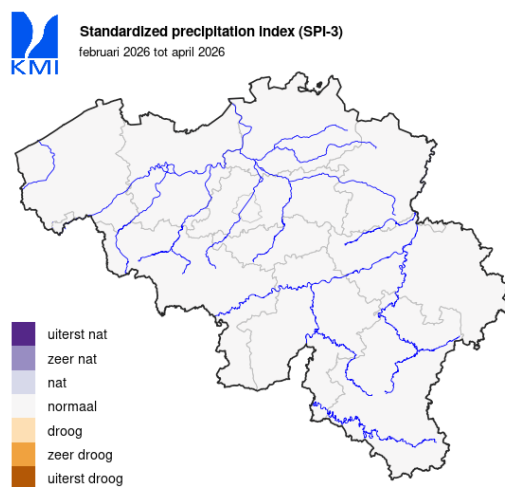 KMI
Standardized precipitation index (SPI-3)
februari 2026 tot april 2026
uiterst nat
zeer nat
nat
normaal
droog
zeer droog
uiterst droog